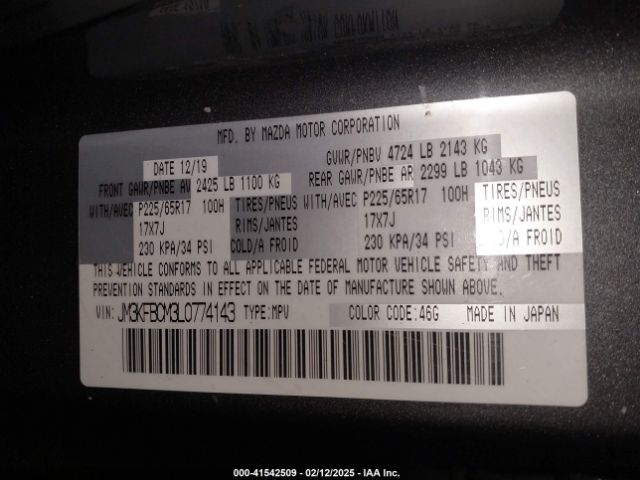 MFD. BY MAZDA MOTOR CORPORATION
DATE 12/19 GVWR/PNBV 4724 LB 2143 KG
FRONT GAWR/PNBE AV 2425 LB 1100 KG REAR GAWR/PNBE AR 2299 LB 1043 KG
WITH/AVEC P225/65R17 100H TIRES/PNEUS WITH/AVEC P225/65R17 100H TIRES/PNEUS
17X7J RIMS/JANTES 17X7J RIMS/JANTES
230 KPA/34 PSI COLD/A FROID 230 KPA/34 PSI COLD/A FROID
THIS VEHICLE CONFORMS TO ALL APPLICABLE FEDERAL MOTOR VEHICLE SAFETY AND THEFT
PREVENTION STANDARDS IN EFFECT ON THE DATE OF MANUFACTURE SHOWN ABOVE.
VIN: JM3KFBCM3L0774143 TYPE:MPV COLOR CODE:46G MADE IN JAPAN
© 00-41542509 - 02/12/2025 - IAA Inc.